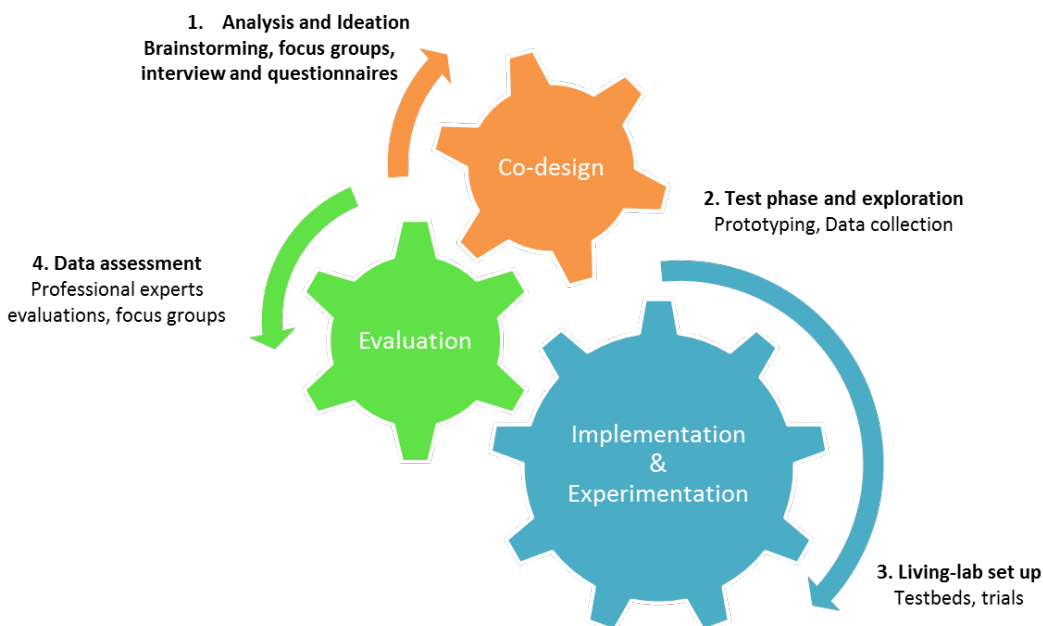 1. Analysis and Ideation
Brainstorming, focus groups,
interview and questionnaires
Co-design
2. Test phase and exploration
Prototyping, Data collection
4. Data assessment
Professional experts
evaluations, focus groups
Evaluation
Implementation
&
Experimentation
3. Living-lab set up
Testbeds, trials